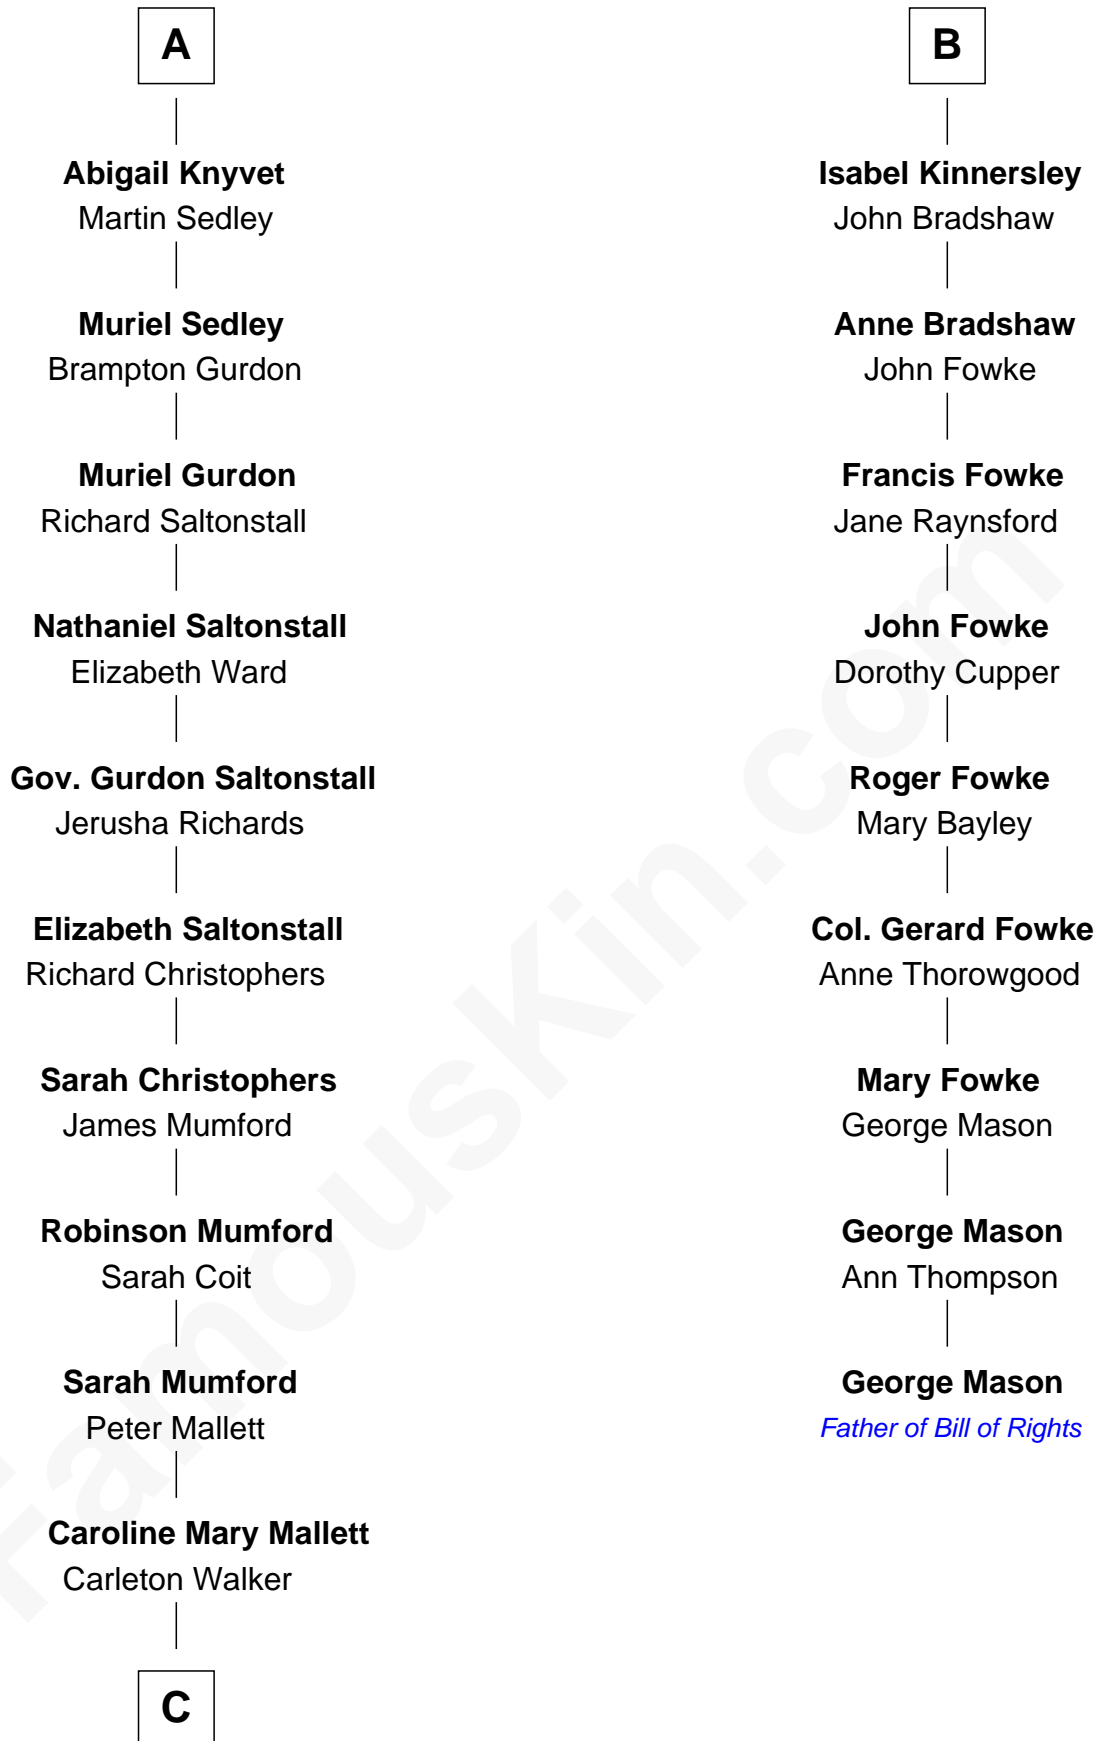 A
Abigail Knyvet
Martin Sedley
Muriel Sedley
Brampton Gurdon
Muriel Gurdon
Richard Saltonstall
Nathaniel Saltonstall
Elizabeth Ward
Gov. Gurdon Saltonstall
Jerusha Richards
Elizabeth Saltonstall
Richard Christophers
Sarah Christophers
James Mumford
Robinson Mumford
Sarah Coit
Sarah Mumford
Peter Mallett
Caroline Mary Mallett
Carleton Walker
C
B
Isabel Kinnersley
John Bradshaw
Anne Bradshaw
John Fowke
Francis Fowke
Jane Raynsford
John Fowke
Dorothy Cupper
Roger Fowke
Mary Bayley
Col. Gerard Fowke
Anne Thorowgood
Mary Fowke
George Mason
George Mason
Ann Thompson
George Mason
Father of Bill of Rights
FamousKin.com